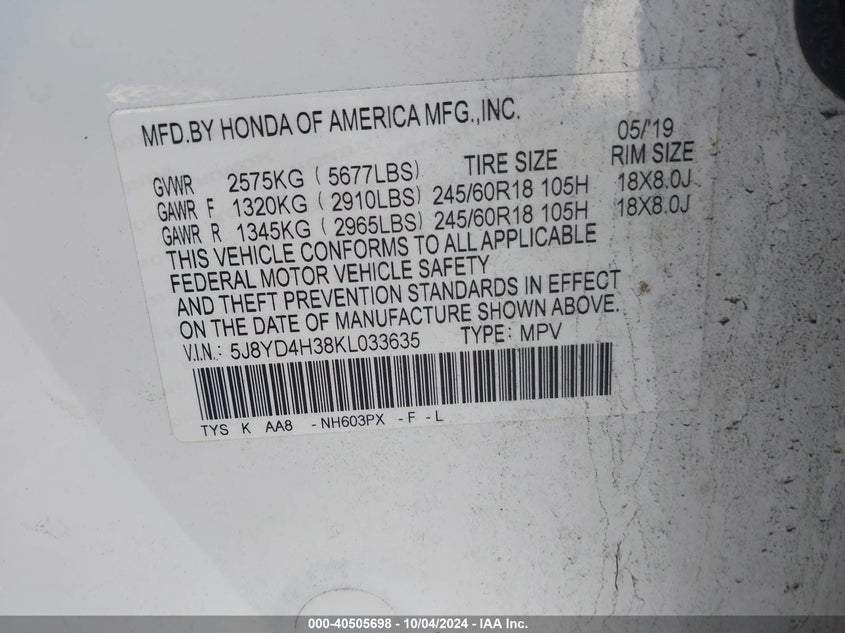 MFD.BY HONDA OF AMERICA MFG.,INC.
05/'19
GVWR 2575KG (5677LBS) TIRE SIZE RIM SIZE
GAWR F 1320KG (2910LBS) 245/60R18 105H 18X8.0J
GAWR R 1345KG (2965LBS) 245/60R18 105H 18X8.0J
THIS VEHICLE CONFORMS TO ALL APPLICABLE
FEDERAL MOTOR VEHICLE SAFETY
AND THEFT PREVENTION STANDARDS IN EFFECT
ON THE DATE OF MANUFACTURE SHOWN ABOVE.
V.I.N.: 5J8YD4H38KL033635 TYPE: MPV
TYS K AA8 -NH603PX -F -L
000-40505698 - 10/04/2024 - IAA Inc.